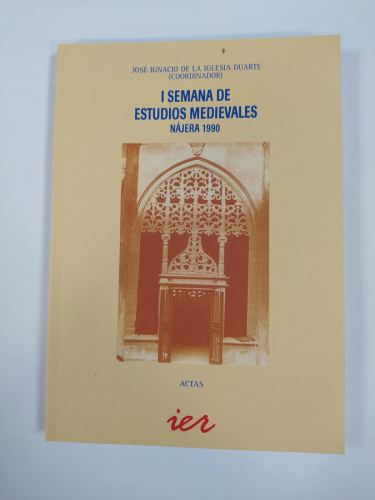 JOSÉ IGNACIO DE LA IGLESIA DUARTE
(COORDINADOR)
I SEMANA DE
ESTUDIOS MEDIEVALES
NÁJERA 1990
ACTAS
ier